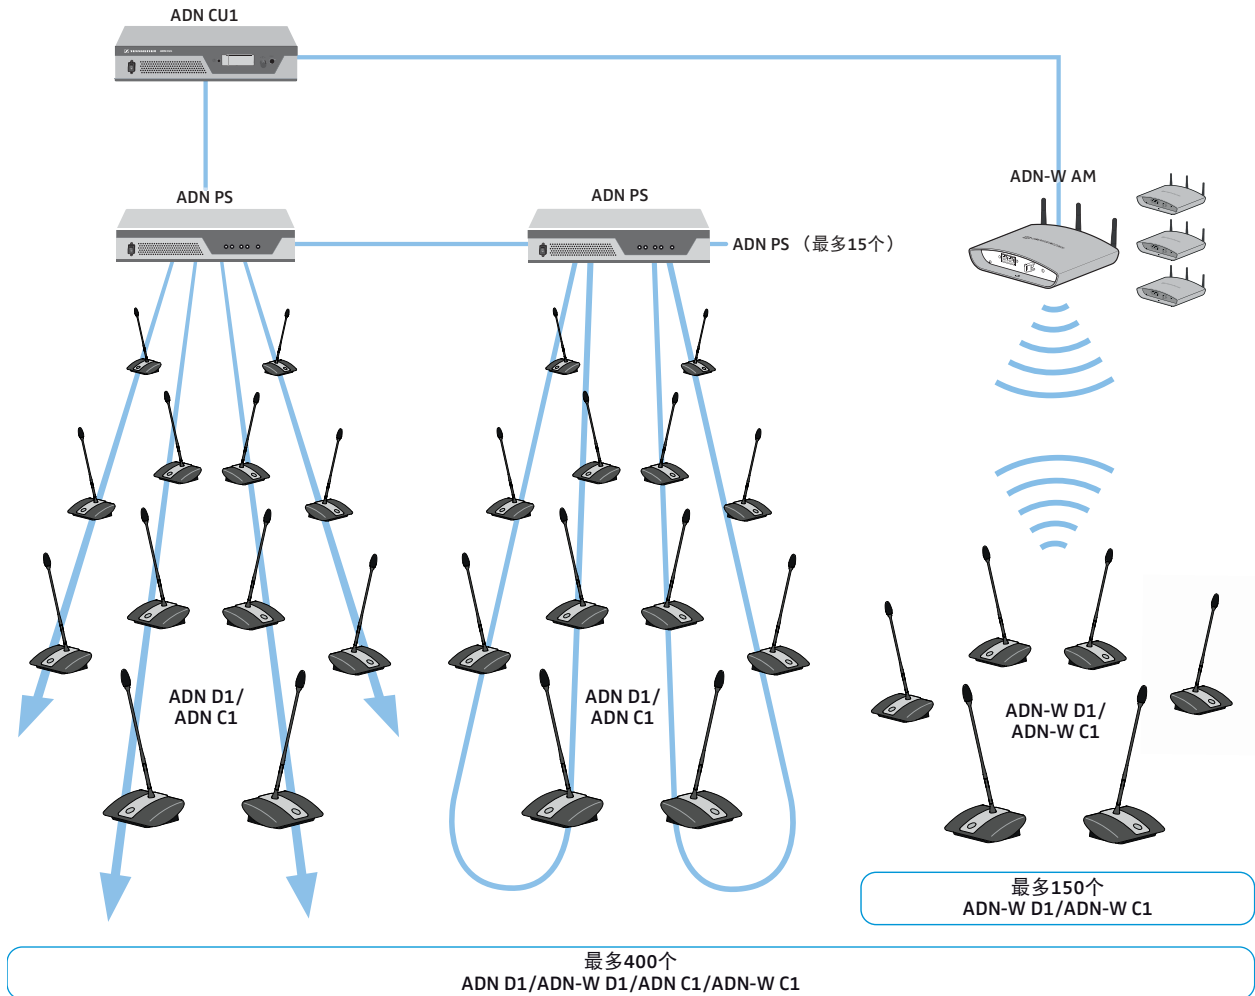 ADN CU1
ADN PS
ADN PS
ADN PS （最多15个）
ADN-W AM
ADN D1/
ADN C1
ADN D1/
ADN C1
ADN-W D1/
ADN-W C1
最多150个
ADN-W D1/ADN-W C1
最多400个
ADN D1/ADN-W D1/ADN C1/ADN-W C1